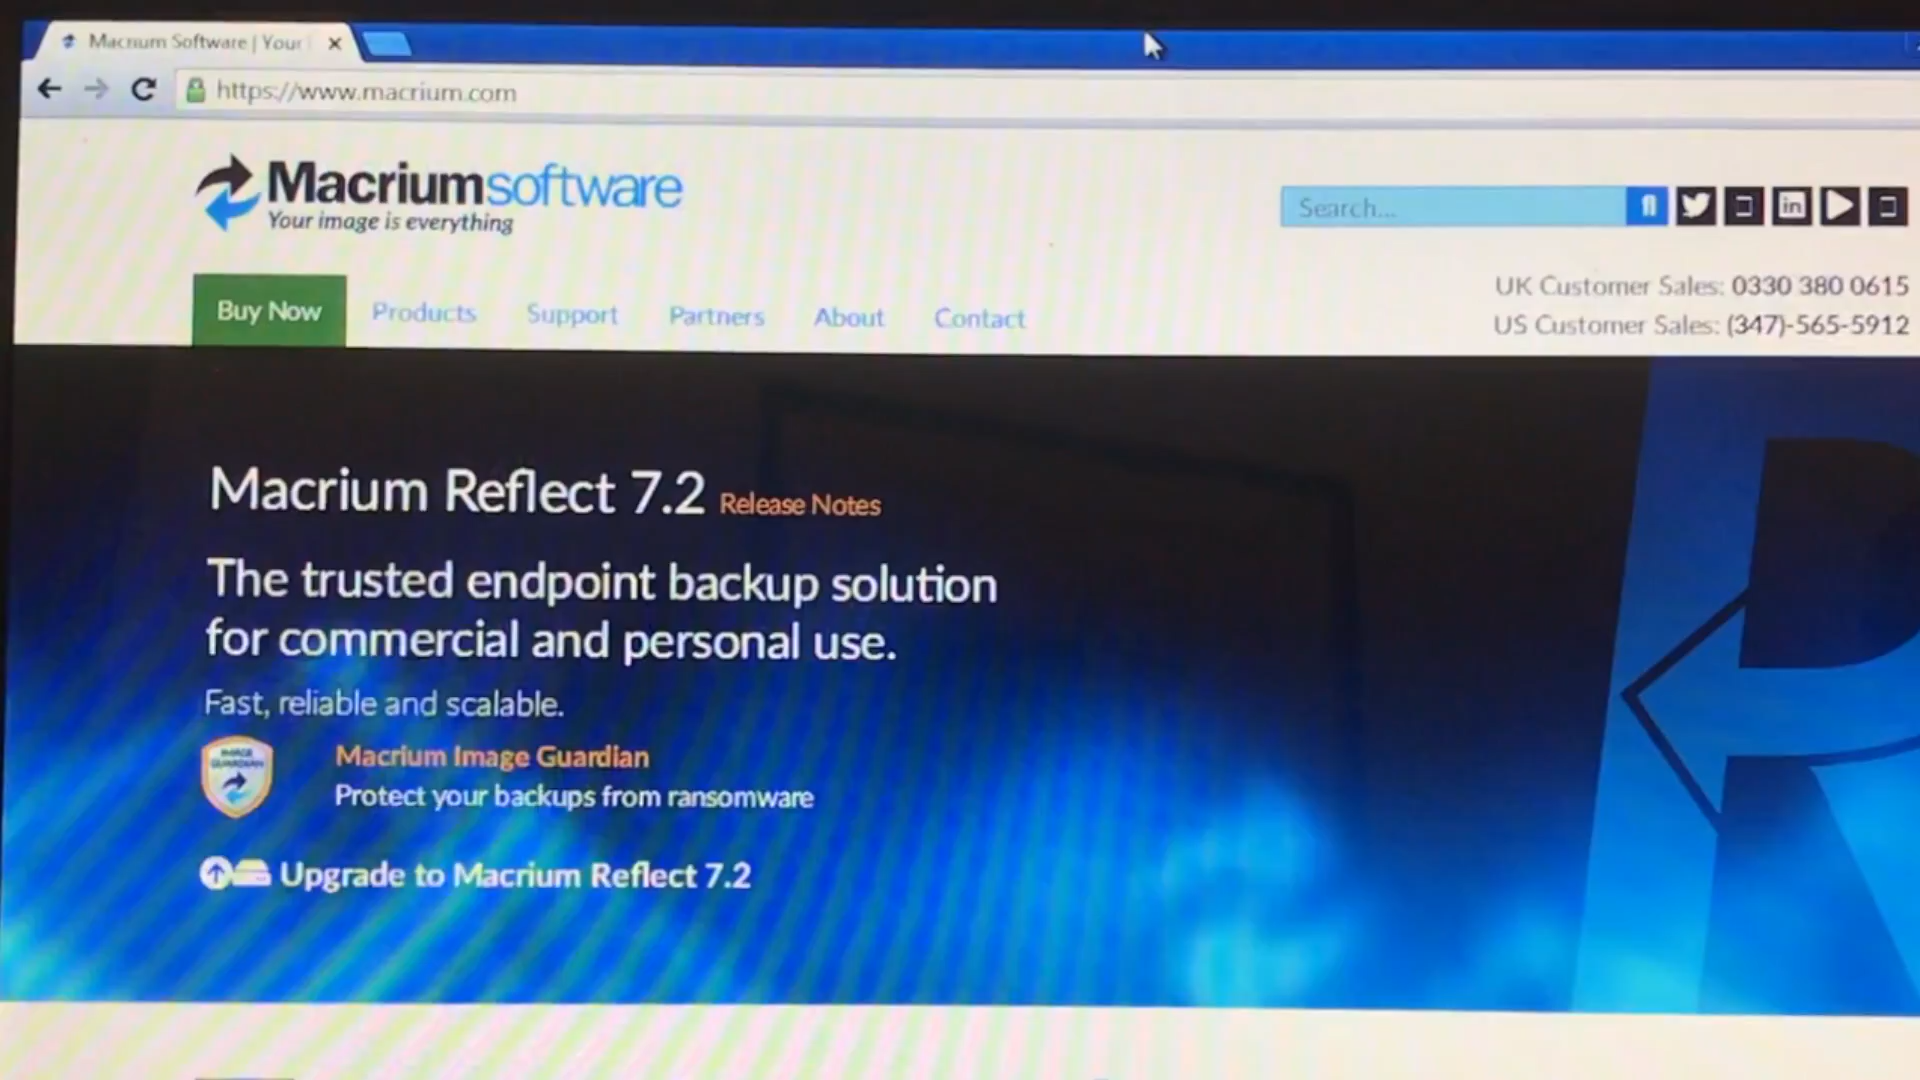 Macrium Software | Your
https://www.macrium.com
Macriumsoftware
Your image is everything
Search...
in
UK Customer Sales: 0330 380 0615
US Customer Sales: (347)-565-5912
Buy Now Products Support Partners About Contact
Macrium Reflect 7.2 Release Notes
The trusted endpoint backup solution
for commercial and personal use.
Fast, reliable and scalable.
IMAGE
GUARDIAN
Macrium Image Guardian
Protect your backups from ransomware
Upgrade to Macrium Reflect 7.2